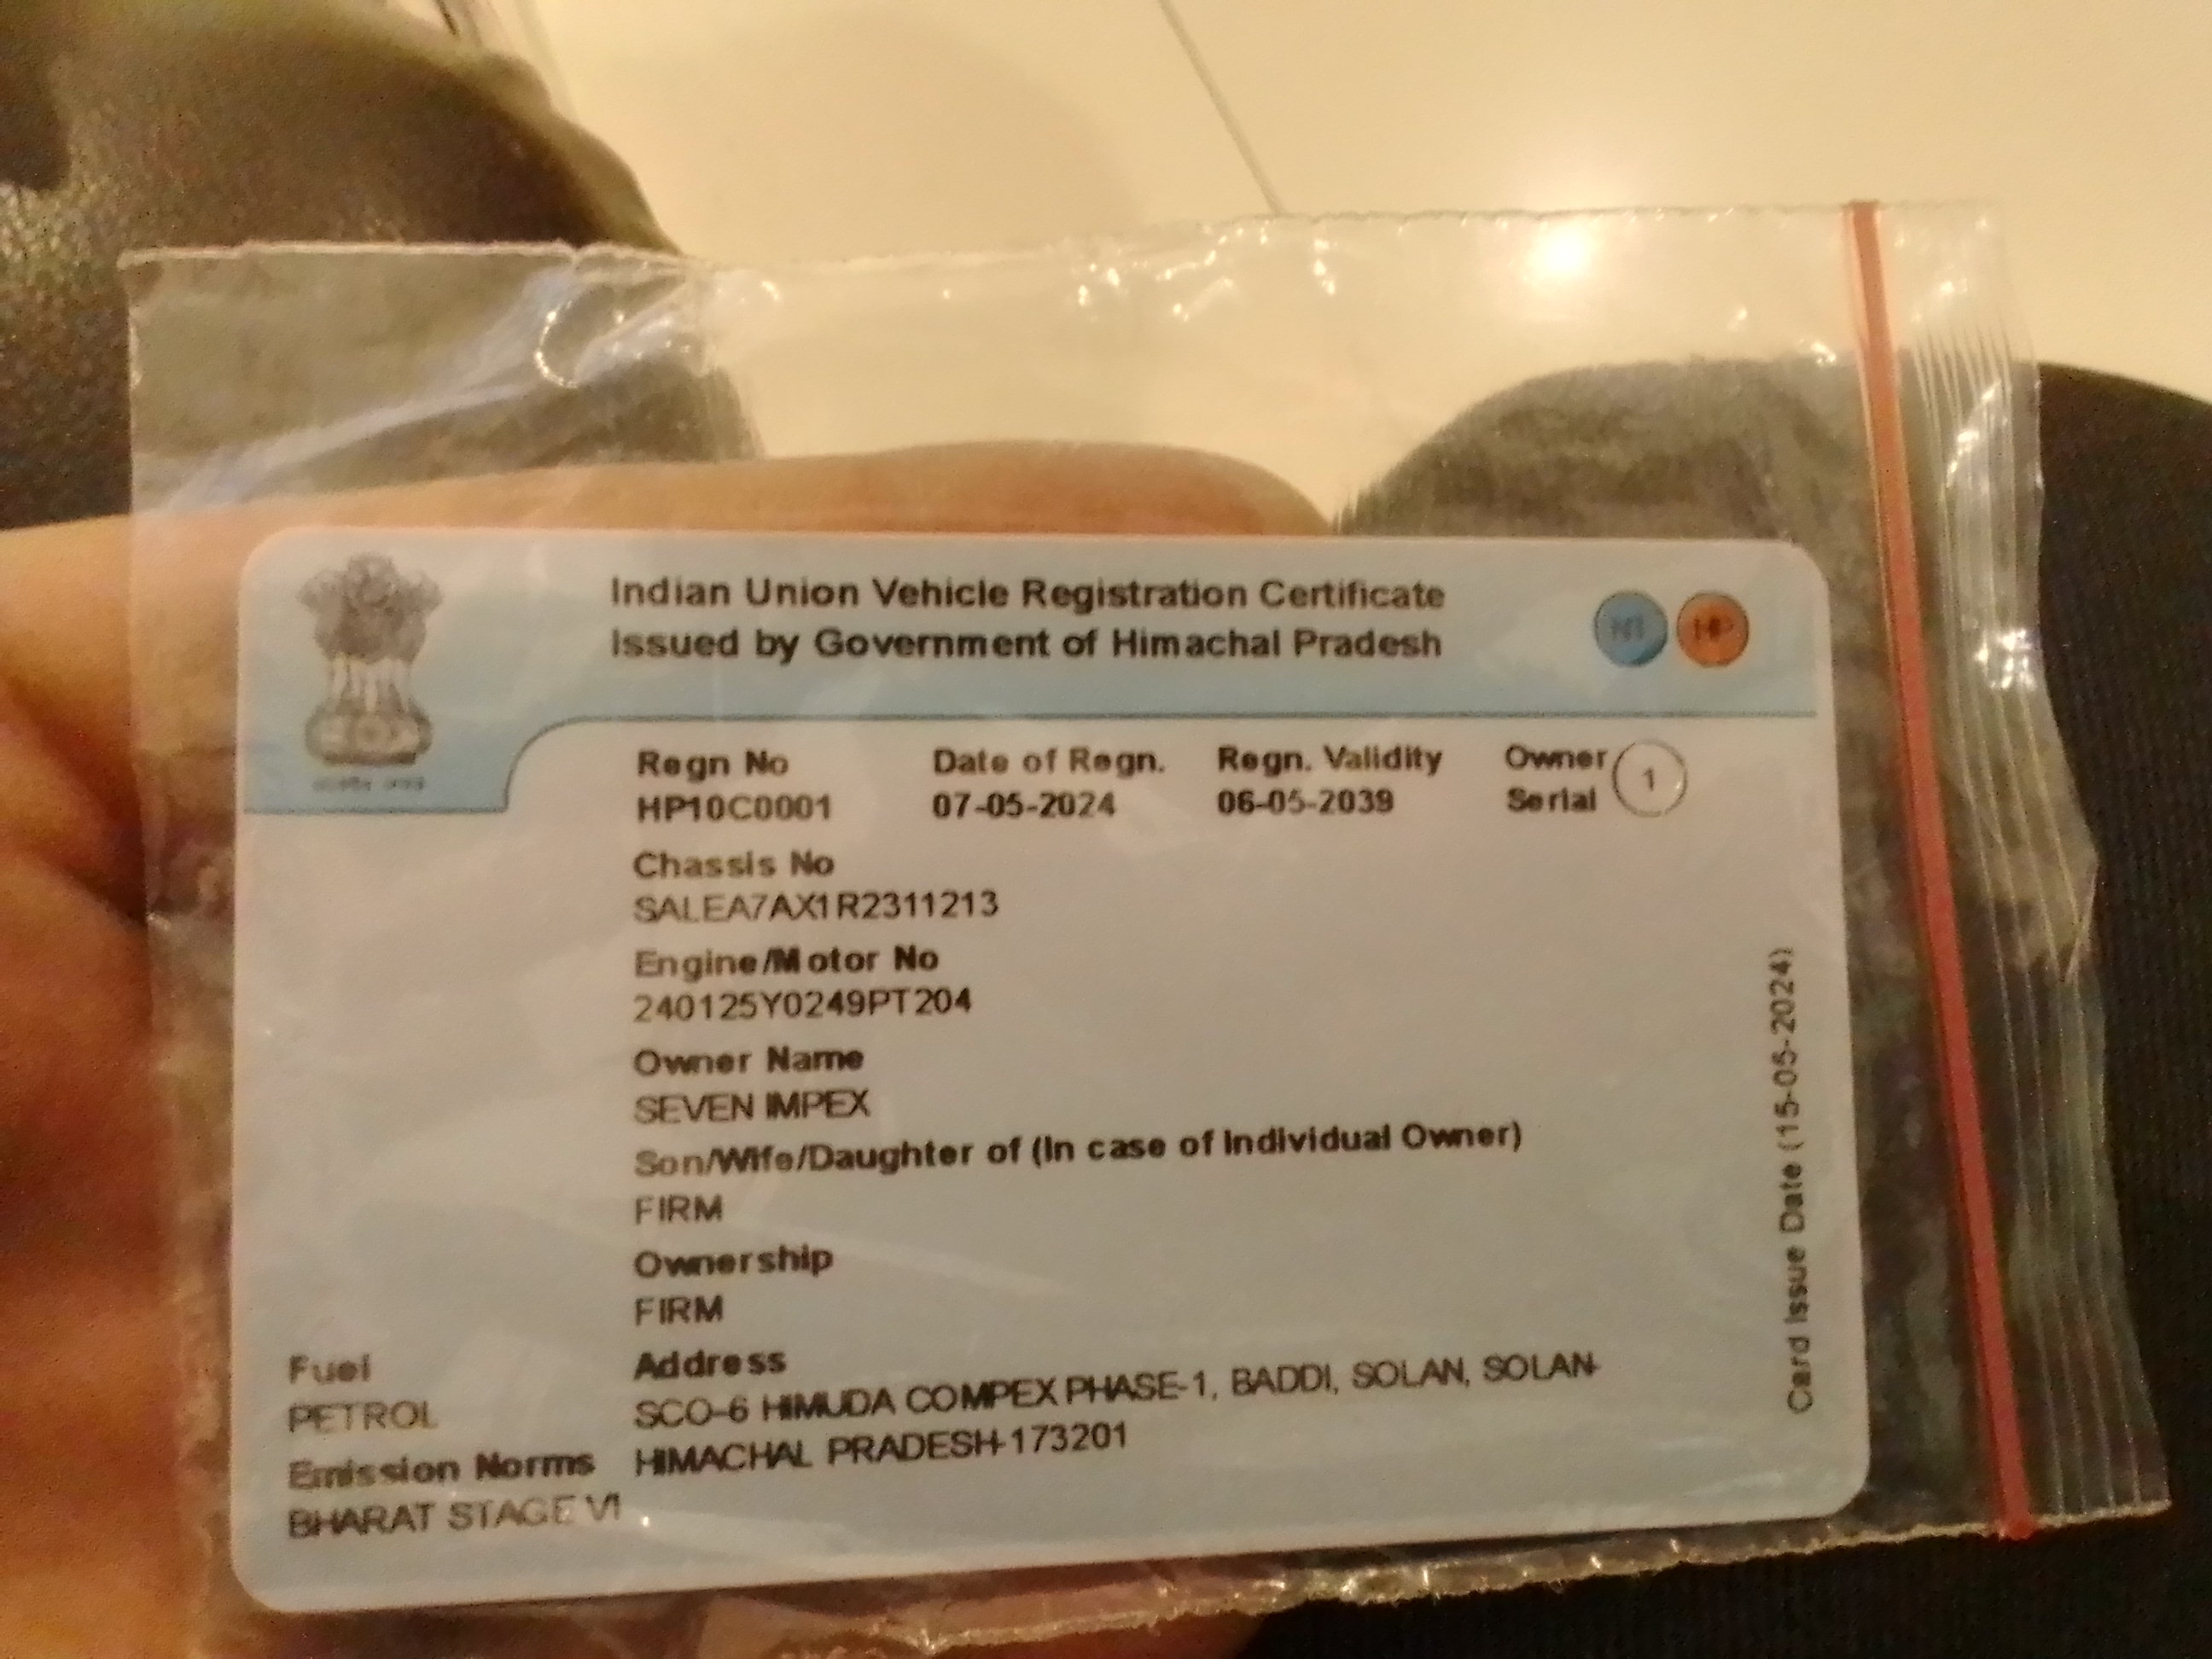 Indian Union Vehicle Registration Certificate
Issued by Government of Himachal Pradesh
NT HP
Regn No Date of Regn. Regn. Validity Owner Serial 1
HP10C0001 07-05-2024 06-05-2039
Chassis No
SALEA7AX1R2311213
Engine/Motor No
240125Y0249PT204
Owner Name
SEVEN IMPEX
Son/Wife/Daughter of (In case of Individual Owner)
FIRM
Ownership
FIRM
Fuel
PETROL
Emission Norms
BHARAT STAGE VI
Address
SCO-6 HIMUDA COMPEX PHASE-1, BADDI, SOLAN, SOLAN-
HIMACHAL PRADESH-173201
Card Issue Date (15-05-2024)